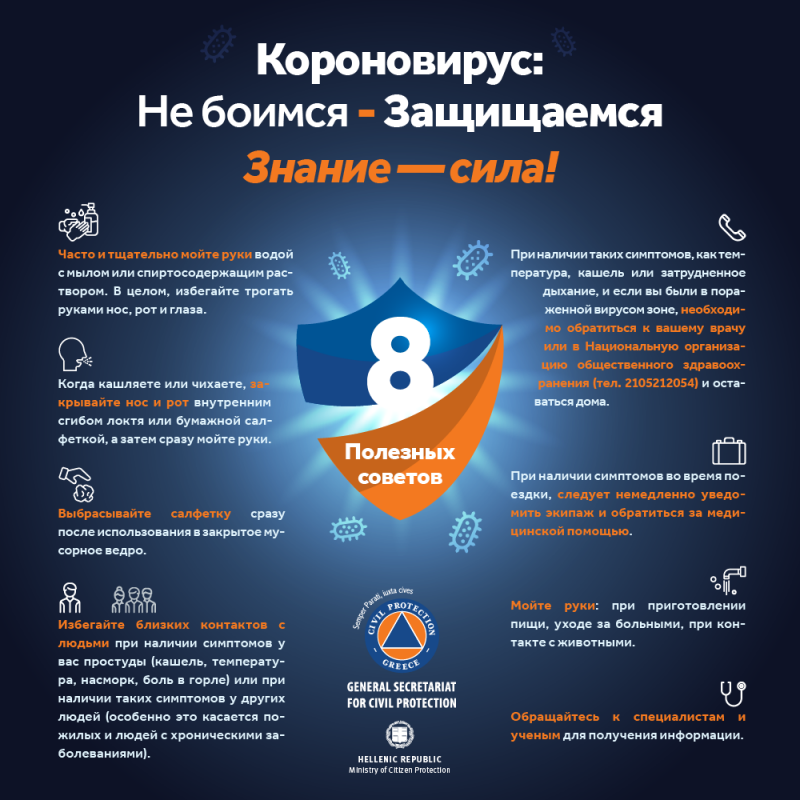 Короновирус:
Не боимся - Защищаемся
Знание — сила!
Часто и тщательно мойте руки водой
с мылом или спиртосодержащим рас-
твором. В целом, избегайте трогать
руками нос, рот и глаза.
Когда кашляете или чихаете, за-
крывайте нос и рот внутренним
сгибом локтя или бумажной сал-
феткой, а затем сразу мойте руки.
Выбрасывайте салфетку сразу
после использования в закрытое му-
сорное ведро.
Избегайте близких контактов с
людьми при наличии симптомов у
вас простуды (кашель, температу-
ра, насморк, боль в горле) или при
наличии таких симптомов у других
людей (особенно это касается по-
жилых и людей с хроническими за-
болеваниями).
8
Полезных
советов
При наличии таких симптомов, как тем-
пература, кашель или затрудненное
дыхание, и если вы были в пора-
женной вирусом зоне, необходи-
мо обратиться к вашему врачу
или в Национальную организа-
цию общественного здравоох-
ранения (тел. 2105212054) и оста-
ваться дома.
При наличии симптомов во время по-
ездки, следует немедленно уведо-
мить экипаж и обратиться за меди-
цинской помощью.
Мойте руки: при приготовлении
пищи, уходе за больными, при кон-
такте с животными.
Обращайтесь к специалистам и
ученым для получения информации.
Semper Parati, iuxta cives
CIVIL PROTECTION
- GREECE -
GENERAL SECRETARIAT
FOR CIVIL PROTECTION
HELLENIC REPUBLIC
Ministry of Citizen Protection